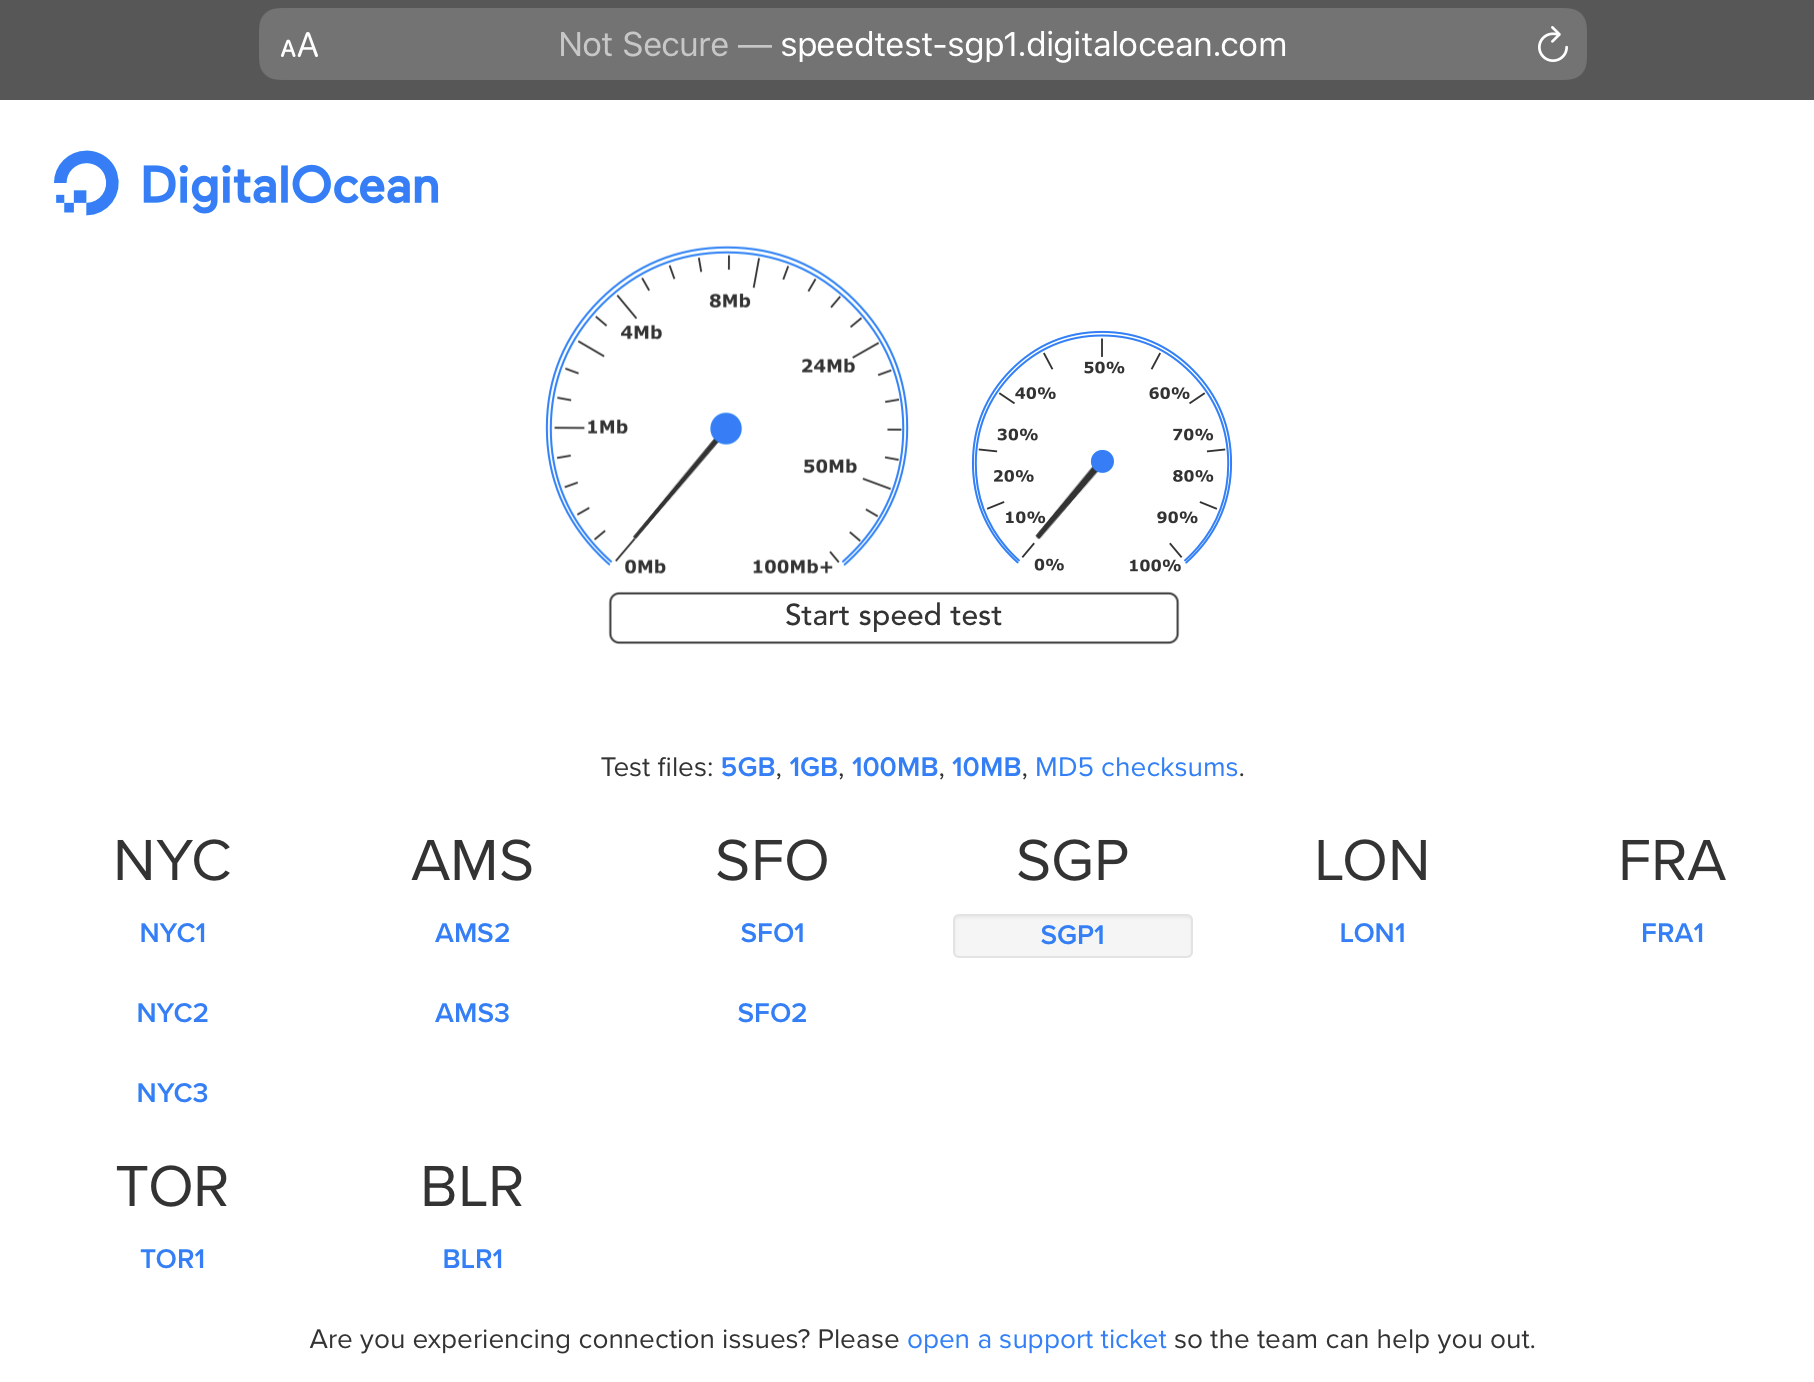 AA
Not Secure — speedtest-sgp1.digitalocean.com
DigitalOcean
8Mb
4Mb
24Mb
1Mb
50Mb
0Mb
100Mb+
50%
40%
60%
30%
70%
20%
80%
10%
90%
0%
100%
Start speed test
Test files: 5GB, 1GB, 100MB, 10MB, MD5 checksums.
NYC AMS SFO SGP LON FRA
NYC1 AMS2 SFO1 SGP1 LON1 FRA1
NYC2 AMS3 SFO2
NYC3
TOR BLR
TOR1 BLR1
Are you experiencing connection issues? Please open a support ticket so the team can help you out.